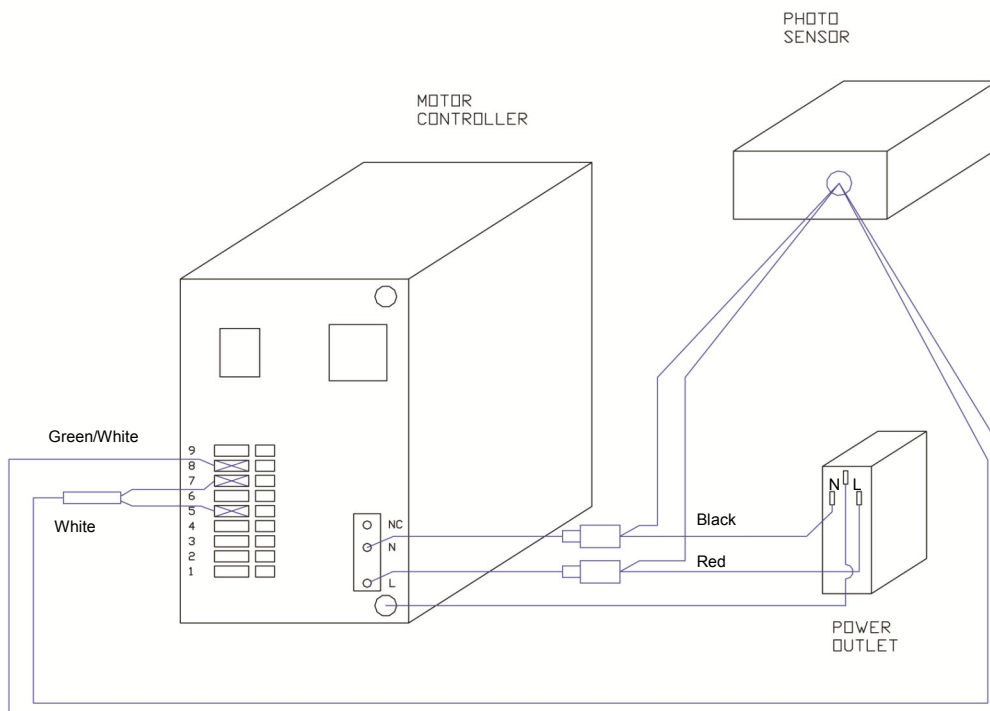 PHOTO
SENSOR
MOTOR
CONTROLLER
Green/White
9
8
7
6
5
4
3
2
1
White
NC
N
L
Black
Red
N L
POWER
OUTLET